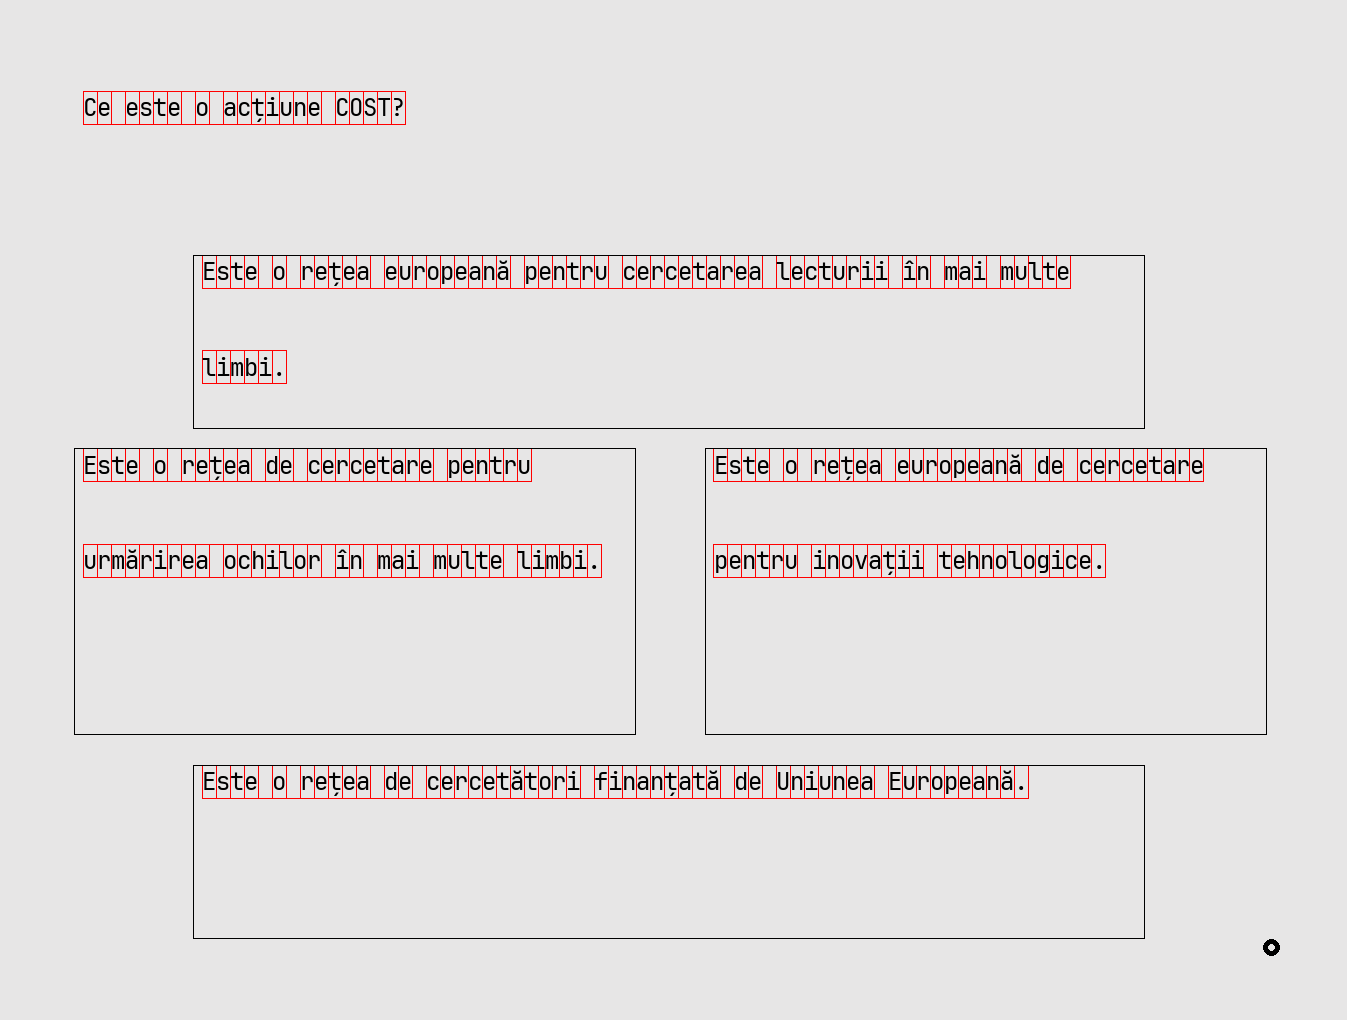 Ce este o acțiune COST?
Este o rețea europeană pentru cercetarea lecturii în mai multe
limbi.
Este o rețea de cercetare pentru
urmărirea ochilor în mai multe limbi.
Este o rețea europeană de cercetare
pentru inovații tehnologice.
Este o rețea de cercetători finanțată de Uniunea Europeană.